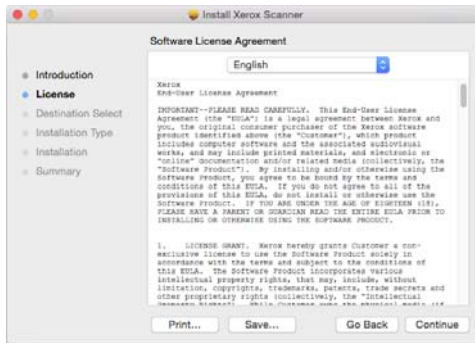 Install Xerox Scanner
Software License Agreement
English
Introduction
License
Destination Select
Installation Type
Installation
Summary
Xerox
End-User License Agreement
IMPORTANT--PLEASE READ CAREFULLY. This End-User License
Agreement (the "EULA") is a legal agreement between Xerox and
you, the original consumer purchaser of the Xerox software
product identified above (the "Customer"), which product
includes computer software and the associated audiovisual
works, and may include printed materials, and electronic or
"online" documentation and/or related media (collectively, the
"Software Product"). By installing and/or otherwise using the
Software Product, you agree to be bound by the terms and
conditions of this EULA. If you do not agree to all of the
provisions of this EULA, do not install or otherwise use the
Software Product. IF YOU ARE UNDER THE AGE OF EIGHTEEN (18),
PLEASE HAVE A PARENT OR GUARDIAN READ THE ENTIRE EULA PRIOR TO
INSTALLING OR OTHERWISE USING THE SOFTWARE PRODUCT.
1. LICENSE GRANT. Xerox hereby grants Customer a non-
exclusive license to use the Software Product solely in
accordance with the terms and subject to the conditions of
this EULA. The Software Product incorporates various
intellectual property rights, that may, include, without
limitation, copyrights, trademarks, patents, trade secrets and
other proprietary rights (collectively, the "Intellectual
Print...
Save...
Go Back
Continue